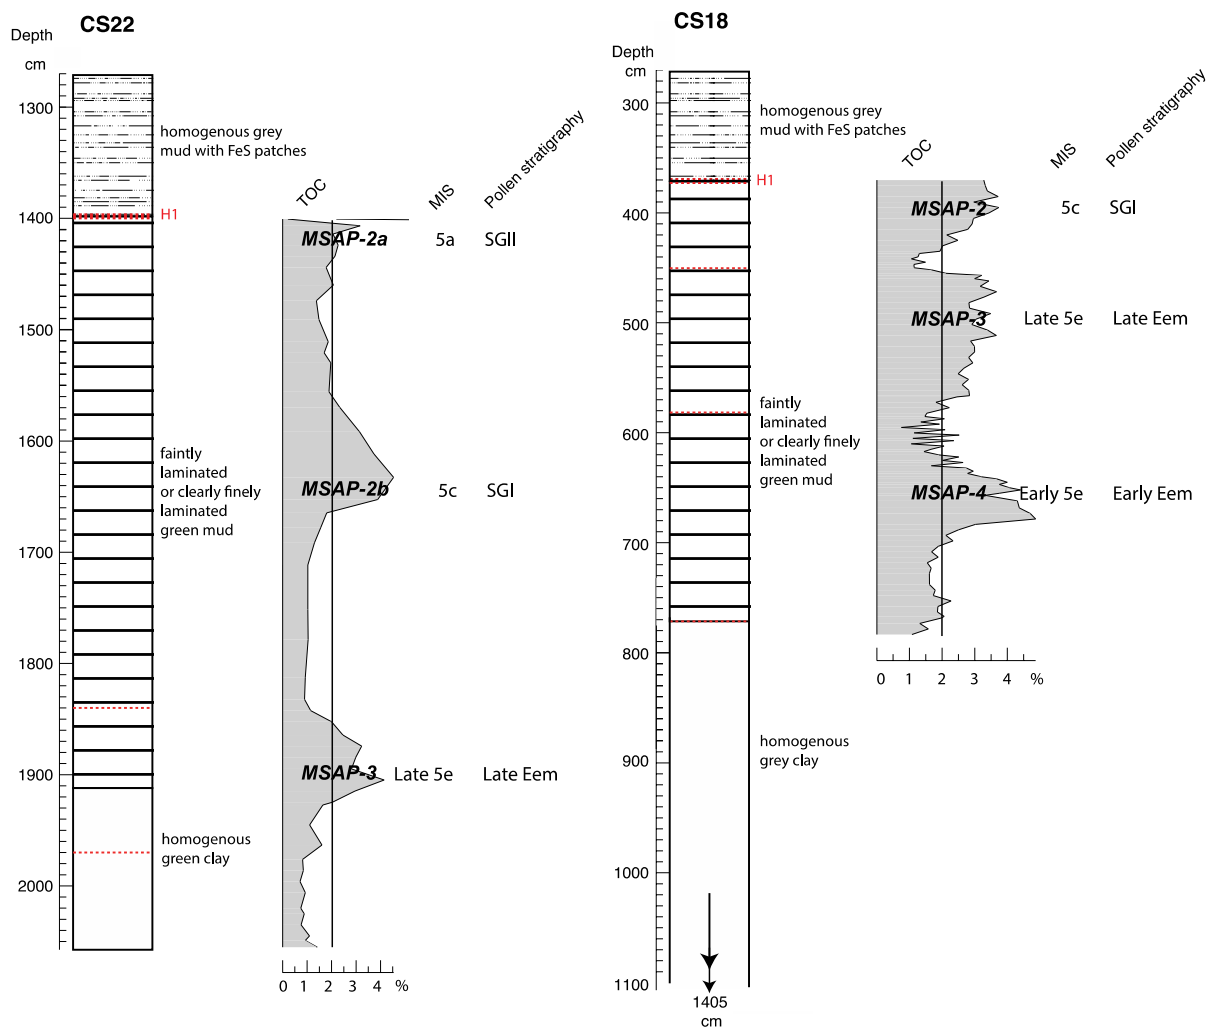 CS22
Depth
cm
1300
1400
1500
1600
1700
1800
1900
2000
homogenous grey
mud with FeS patches
H1
faintly
laminated
or clearly finely
laminated
green mud
homogenous
green clay
TOC
MIS
Pollen stratigraphy
MSAP-2a 5a SGII
MSAP-2b 5c SGI
MSAP-3 Late 5e Late Eem
0 1 2 3 4 %
CS18
Depth
cm
300
400
500
600
700
800
900
1000
1100
homogenous grey
mud with FeS patches
H1
faintly
laminated
or clearly finely
laminated
green mud
homogenous
grey clay
1405
cm
TOC
MIS
Pollen stratigraphy
MSAP-2 5c SGI
MSAP-3 Late 5e Late Eem
MSAP-4 Early 5e Early Eem
0 1 2 3 4 %